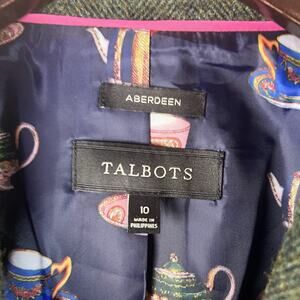 ABERDEEN
TALBOTS
10
MADE IN
PHILIPPINES